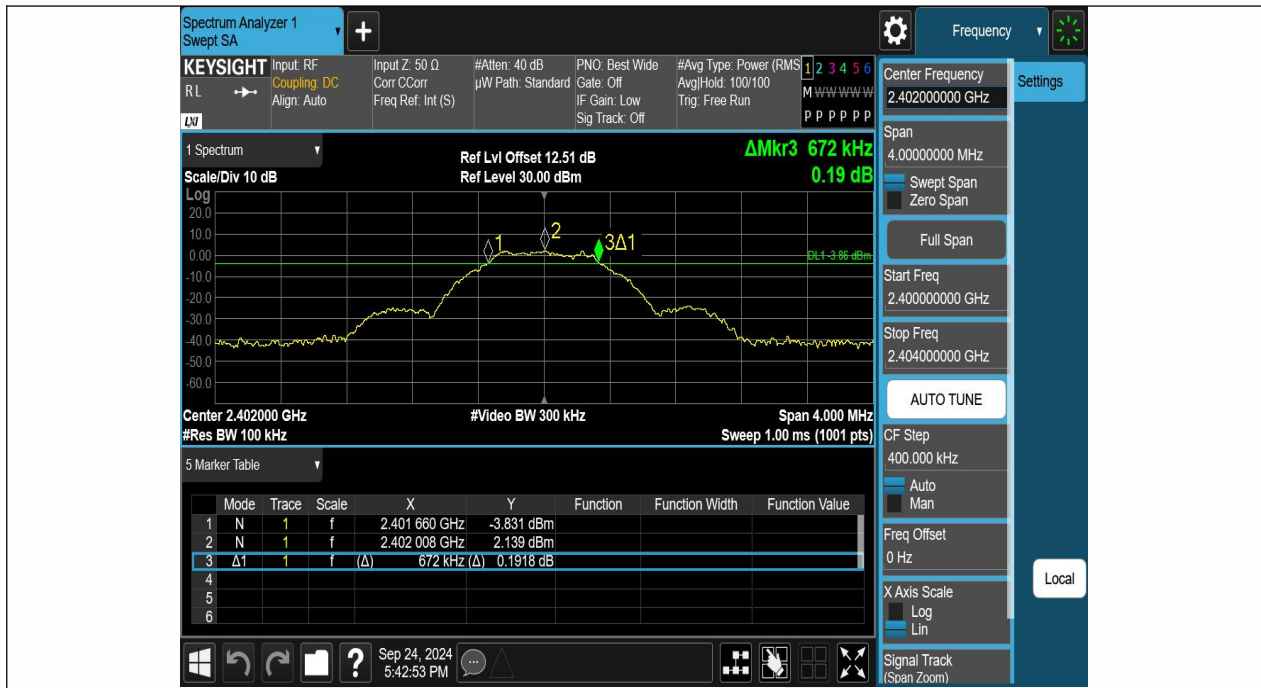 Spectrum Analyzer 1
Swept SA
+
Frequency
KEYSIGHT
RL
LXI
Input: RF
Coupling: DC
Align: Auto
Input Z: 50 Ω
Corr CCorr
Freq Ref: Int (S)
#Atten: 40 dB
µW Path: Standard
PNO: Best Wide
Gate: Off
IF Gain: Low
Sig Track: Off
#Avg Type: Power (RMS
Avg|Hold: 100/100
Trig: Free Run
1 2 3 4 5 6
M W W W W W
P P P P P P
1 Spectrum
Scale/Div 10 dB
Ref Lvl Offset 12.51 dB
Ref Level 30.00 dBm
ΔMkr3 672 kHz
0.19 dB
Log
20.0
10.0
0.00
-10.0
-20.0
-30.0
-40.0
-50.0
-60.0
1
2
3Δ1
DL1 -3.86 dBm
Center 2.402000 GHz
#Video BW 300 kHz
Span 4.000 MHz
#Res BW 100 kHz
Sweep 1.00 ms (1001 pts)
5 Marker Table
Mode Trace Scale X Y Function Function Width Function Value
1 N 1 f 2.401 660 GHz -3.831 dBm
2 N 1 f 2.402 008 GHz 2.139 dBm
3 Δ1 1 f (Δ) 672 kHz (Δ) 0.1918 dB
4
5
6
?
Sep 24, 2024
5:42:53 PM
Center Frequency
2.402000000 GHz
Settings
Span
4.00000000 MHz
Swept Span
Zero Span
Full Span
Start Freq
2.400000000 GHz
Stop Freq
2.404000000 GHz
AUTO TUNE
CF Step
400.000 kHz
Auto
Man
Freq Offset
0 Hz
X Axis Scale
Log
Lin
Local
Signal Track
(Span Zoom)